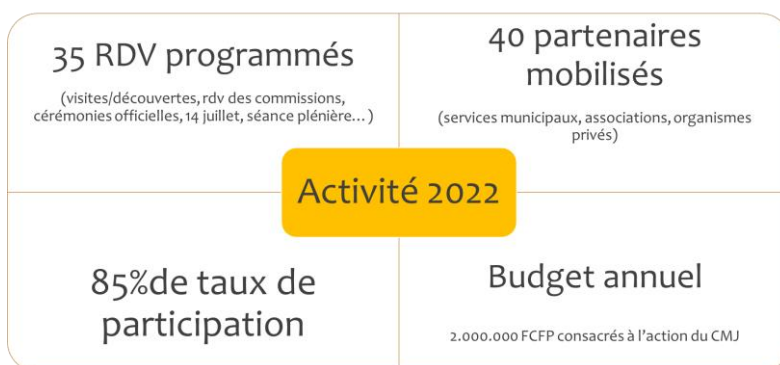 35 RDV programmés
(visites/découvertes, rdv des commissions,
cérémonies officielles, 14 juillet, séance plénière…)
40 partenaires
mobilisés
(services municipaux, associations, organismes
privés)
Activité 2022
85%de taux de
participation
Budget annuel
2.000.000 FCFP consacrés à l'action du CMJ